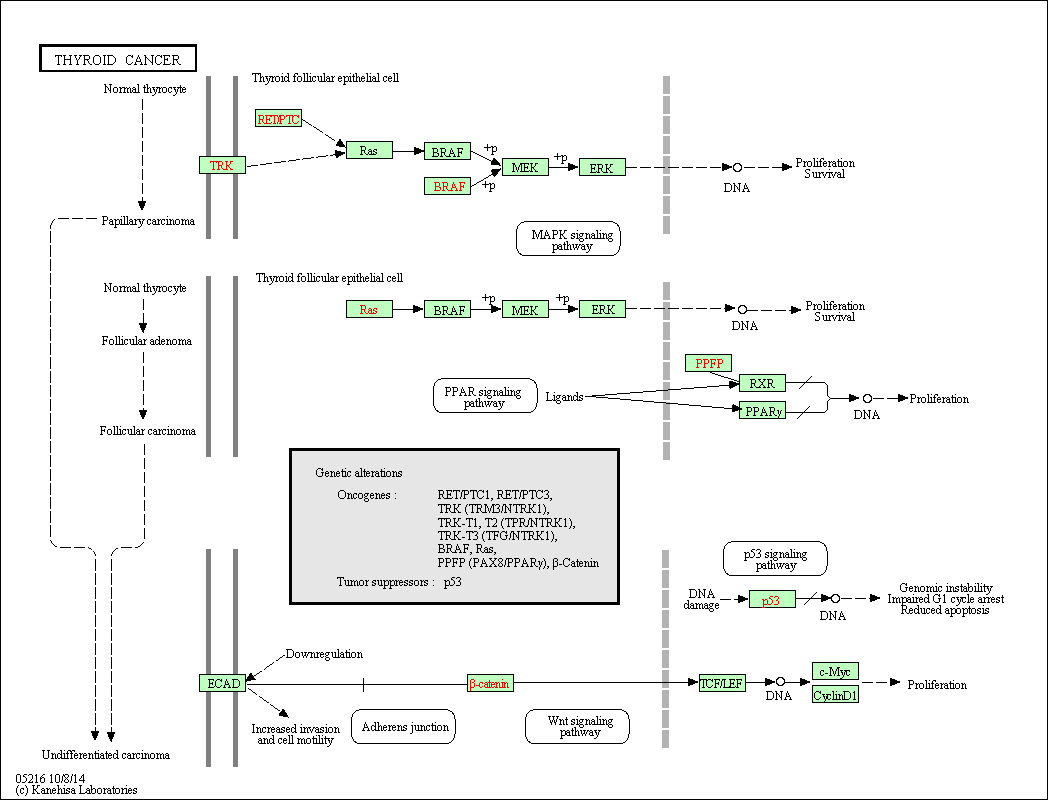 THYROID CANCER
Normal thyrocyte
Thyroid follicular epithelial cell
RET/PTC
TRK
Ras
BRAF
+p
BRAF
+p
MEK
+p
ERK
DNA
Proliferation
Survival
Papillary carcinoma
MAPK signaling
pathway
Normal thyrocyte
Thyroid follicular epithelial cell
Ras
BRAF
+p
MEK
+p
ERK
DNA
Proliferation
Survival
Follicular adenoma
PPFP
PPAR signaling
pathway
Ligands
RXR
PPARγ
DNA
Proliferation
Follicular carcinoma
Genetic alterations
Oncogenes :
RET/PTC1, RET/PTC3,
TRK (TRM3/NTRK1),
TRK-T1, T2 (TPR/NTRK1),
TRK-T3 (TFG/NTRK1),
BRAF, Ras,
PPFP (PAX8/PPARγ), β-Catenin
Tumor suppressors : p53
p53 signaling
pathway
DNA
damage
p53
DNA
Genomic instability
Impaired G1 cycle arrest
Reduced apoptosis
Downregulation
ECAD
β-catenin
TCF/LEF
DNA
c-Myc
CyclinD1
Proliferation
Increased invasion
and cell motility
Adherens junction
Wnt signaling
pathway
Undifferentiated carcinoma
05216 10/8/14
(c) Kanehisa Laboratories